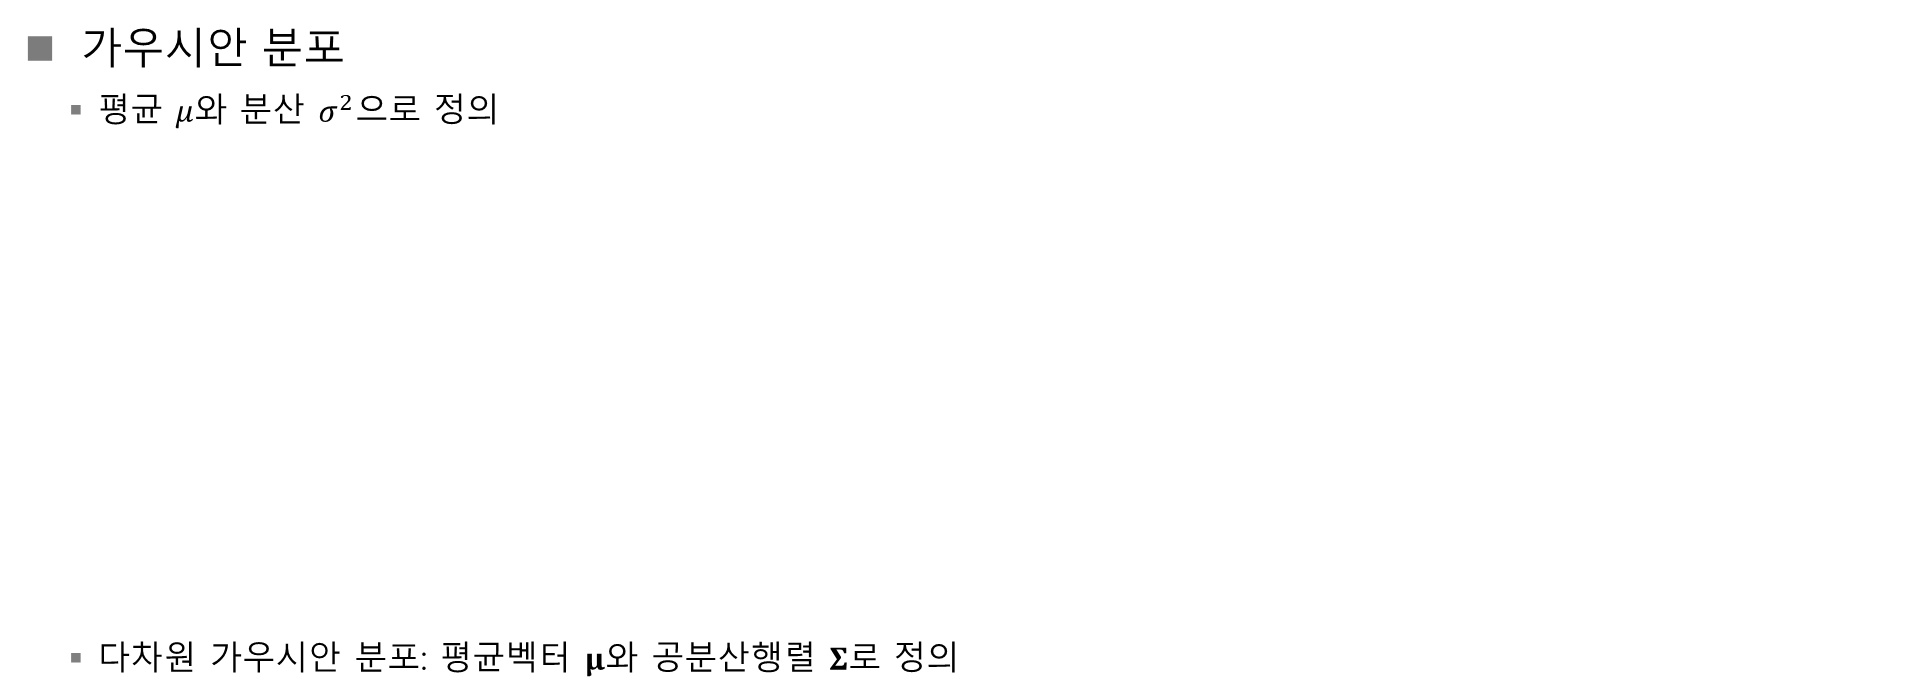 ■ 가우시안 분포
▪ 평균 𝜇와 분산 𝜎²으로 정의
▪ 다차원 가우시안 분포: 평균벡터 𝛍와 공분산행렬 𝚺로 정의